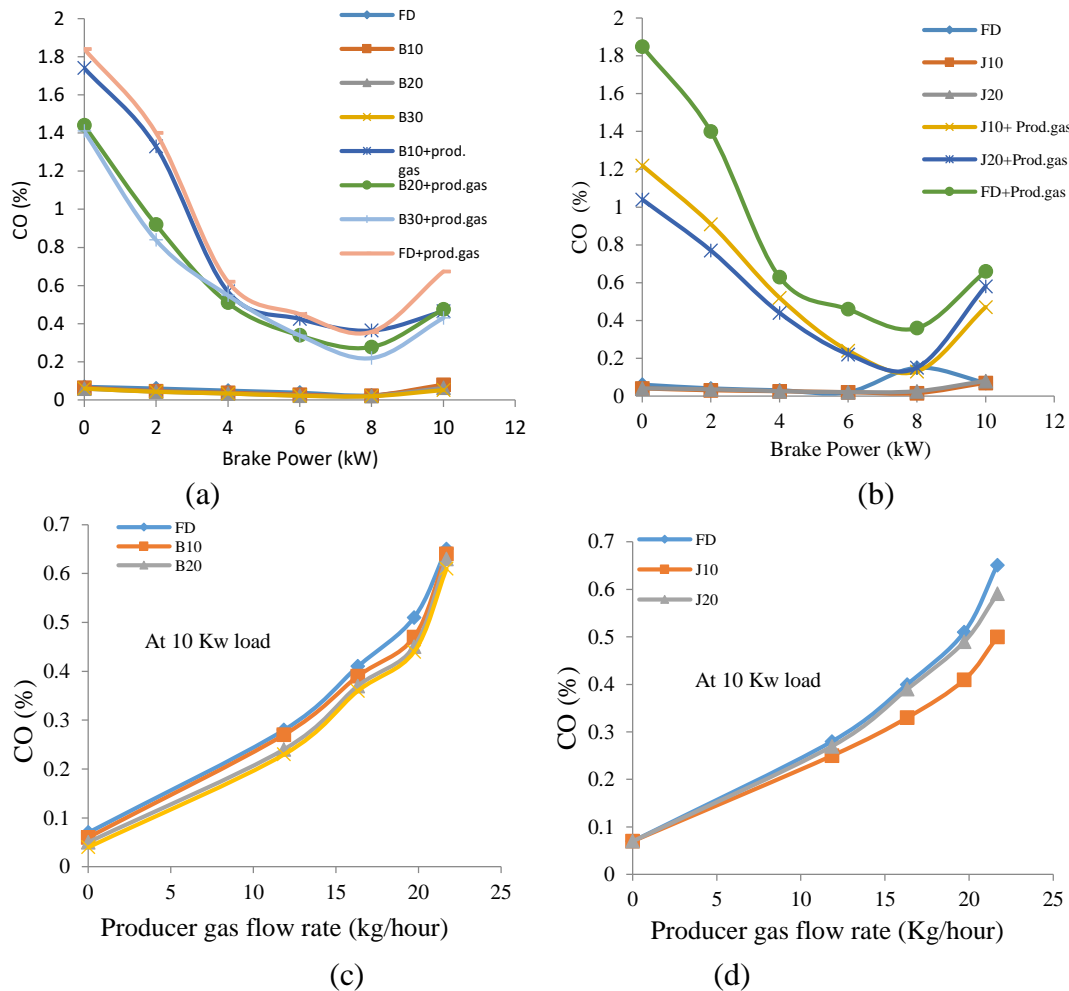 2
1.8
1.6
1.4
1.2
1
0.8
0.6
0.4
0.2
0
CO (%)
0 2 4 6 8 10 12
Brake Power (kW)
FD
B10
B20
B30
B10+prod.
gas
B20+prod.gas
B30+prod.gas
FD+prod.gas
(a)
2
1.8
1.6
1.4
1.2
1
0.8
0.6
0.4
0.2
0
CO (%)
0 2 4 6 8 10 12
Brake Power (kW)
FD
J10
J20
J10+ Prod.gas
J20+Prod.gas
FD+Prod.gas
(b)
0.7
0.6
0.5
0.4
0.3
0.2
0.1
0
CO (%)
0 5 10 15 20 25
Producer gas flow rate (kg/hour)
FD
B10
B20
At 10 Kw load
(c)
0.7
0.6
0.5
0.4
0.3
0.2
0.1
0
CO (%)
0 5 10 15 20 25
Producer gas flow rate (Kg/hour)
FD
J10
J20
At 10 Kw load
(d)